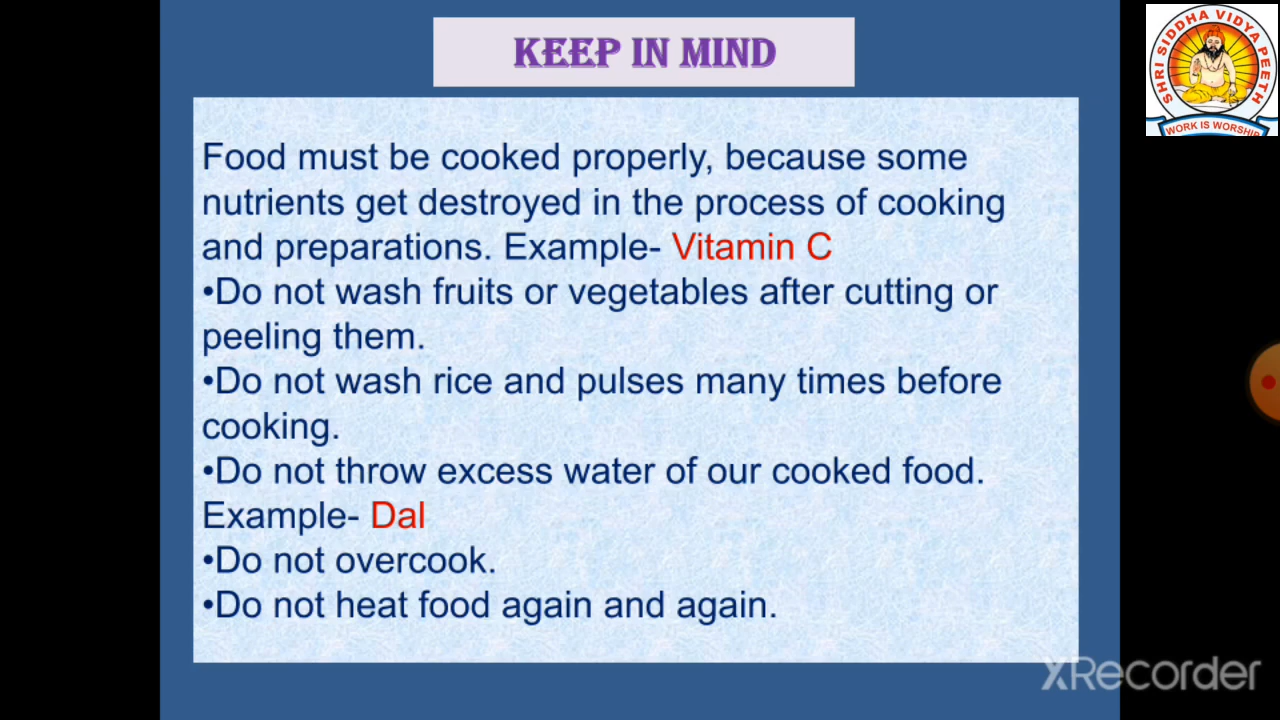 KEEP IN MIND
SHRI SIDDHA VIDYA PEETH
WORK IS WORSHIP
Food must be cooked properly, because some
nutrients get destroyed in the process of cooking
and preparations. Example- Vitamin C
•Do not wash fruits or vegetables after cutting or
peeling them.
•Do not wash rice and pulses many times before
cooking.
•Do not throw excess water of our cooked food.
Example- Dal
•Do not overcook.
•Do not heat food again and again.
XRecorder